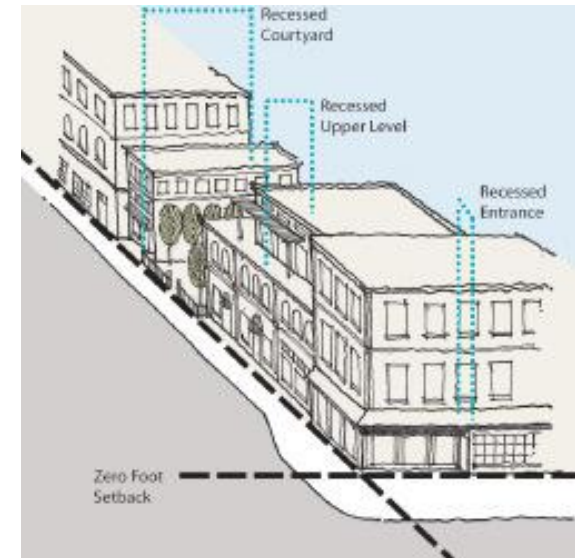 Recessed
Courtyard
Recessed
Upper Level
Recessed
Entrance
Zero Foot
Setback